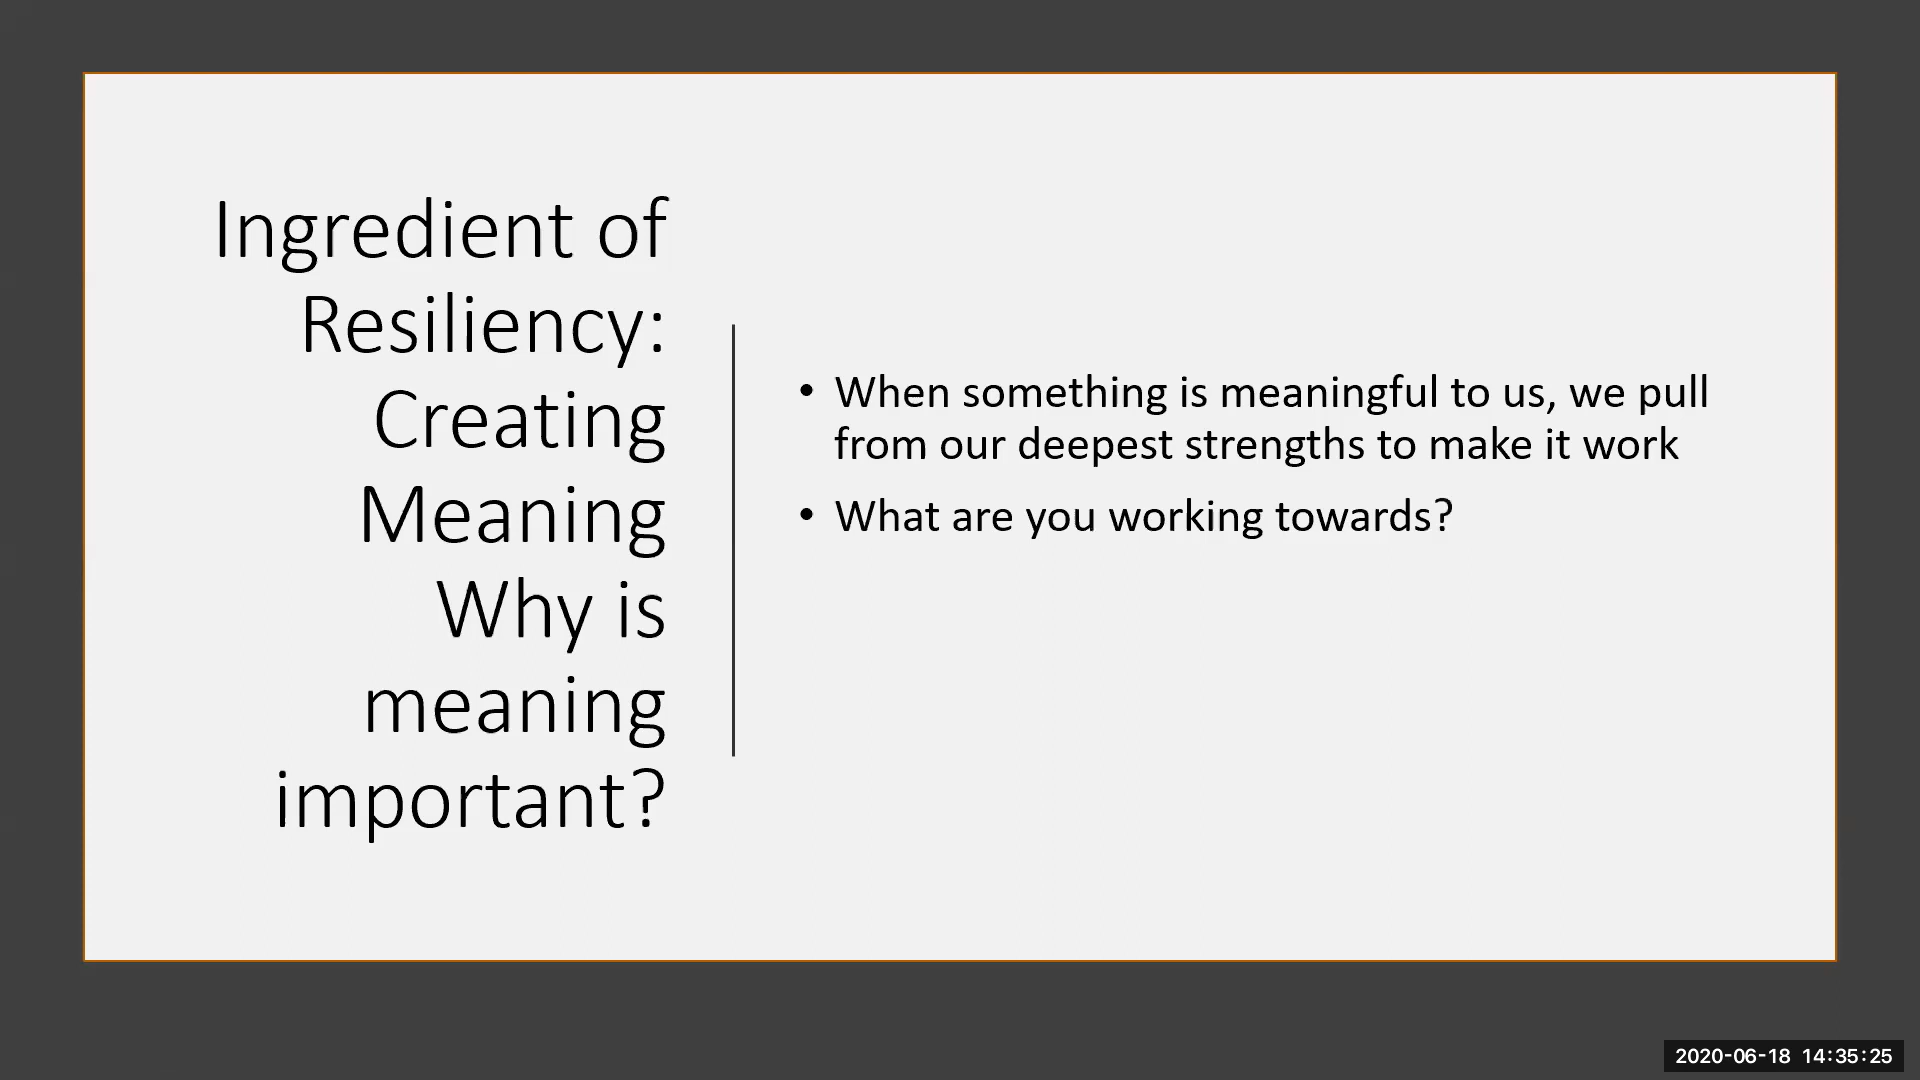 Ingredient of
Resiliency:
Creating
Meaning
Why is
meaning
important?
• When something is meaningful to us, we pull
from our deepest strengths to make it work
• What are you working towards?
2020-06-18 14:35:25